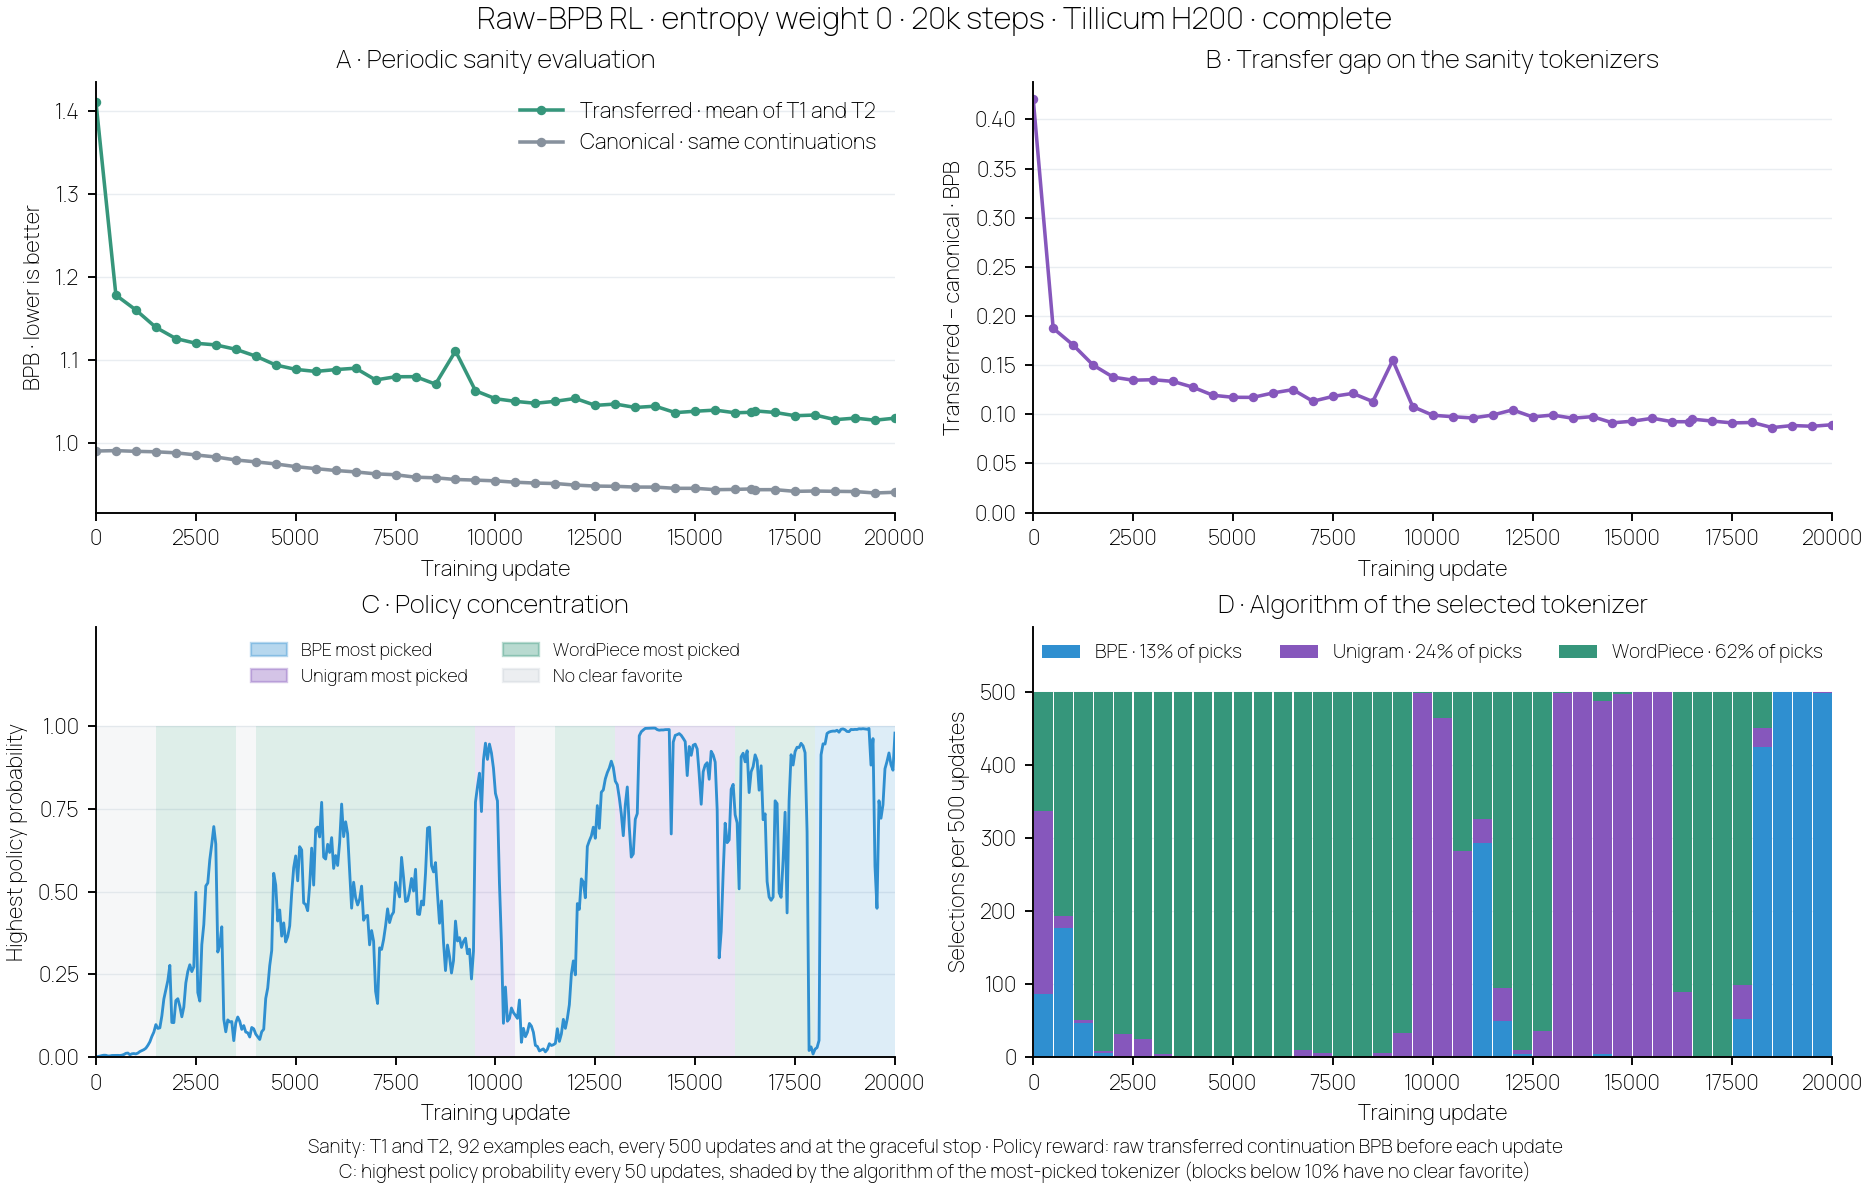 Raw-BPB RL · entropy weight 0 · 20k steps · Tillicum H200 · complete
A · Periodic sanity evaluation
BPB · lower is better
1.4
1.3
1.2
1.1
1.0
Transferred · mean of T1 and T2
Canonical · same continuations
0 2500 5000 7500 10000 12500 15000 17500 20000
Training update
B · Transfer gap on the sanity tokenizers
Transferred − canonical · BPB
0.40
0.35
0.30
0.25
0.20
0.15
0.10
0.05
0.00
0 2500 5000 7500 10000 12500 15000 17500 20000
Training update
C · Policy concentration
BPE most picked
Unigram most picked
WordPiece most picked
No clear favorite
Highest policy probability
1.00
0.75
0.50
0.25
0.00
0 2500 5000 7500 10000 12500 15000 17500 20000
Training update
D · Algorithm of the selected tokenizer
BPE · 13% of picks
Unigram · 24% of picks
WordPiece · 62% of picks
Selections per 500 updates
500
400
300
200
100
0
0 2500 5000 7500 10000 12500 15000 17500 20000
Training update
Sanity: T1 and T2, 92 examples each, every 500 updates and at the graceful stop · Policy reward: raw transferred continuation BPB before each update
C: highest policy probability every 50 updates, shaded by the algorithm of the most-picked tokenizer (blocks below 10% have no clear favorite)